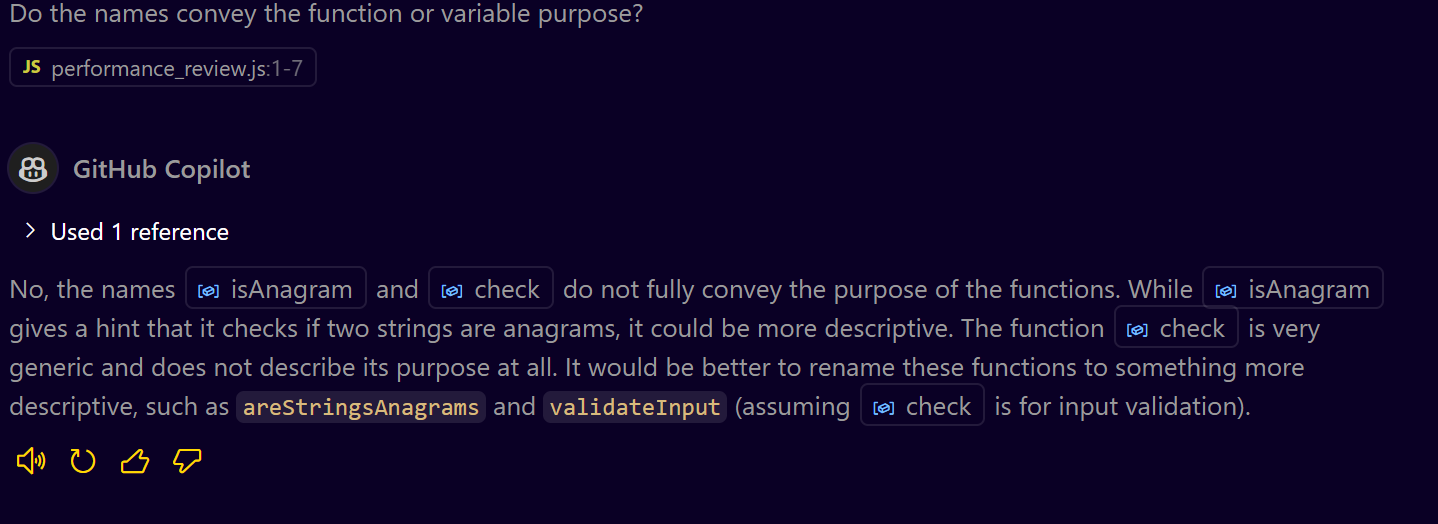 Do the names convey the function or variable purpose?
JS performance_review.js:1-7
GitHub Copilot
Used 1 reference
No, the names isAnagram and check do not fully convey the purpose of the functions. While isAnagram
gives a hint that it checks if two strings are anagrams, it could be more descriptive. The function check is very
generic and does not describe its purpose at all. It would be better to rename these functions to something more
descriptive, such as areStringsAnagrams and validateInput (assuming check is for input validation).